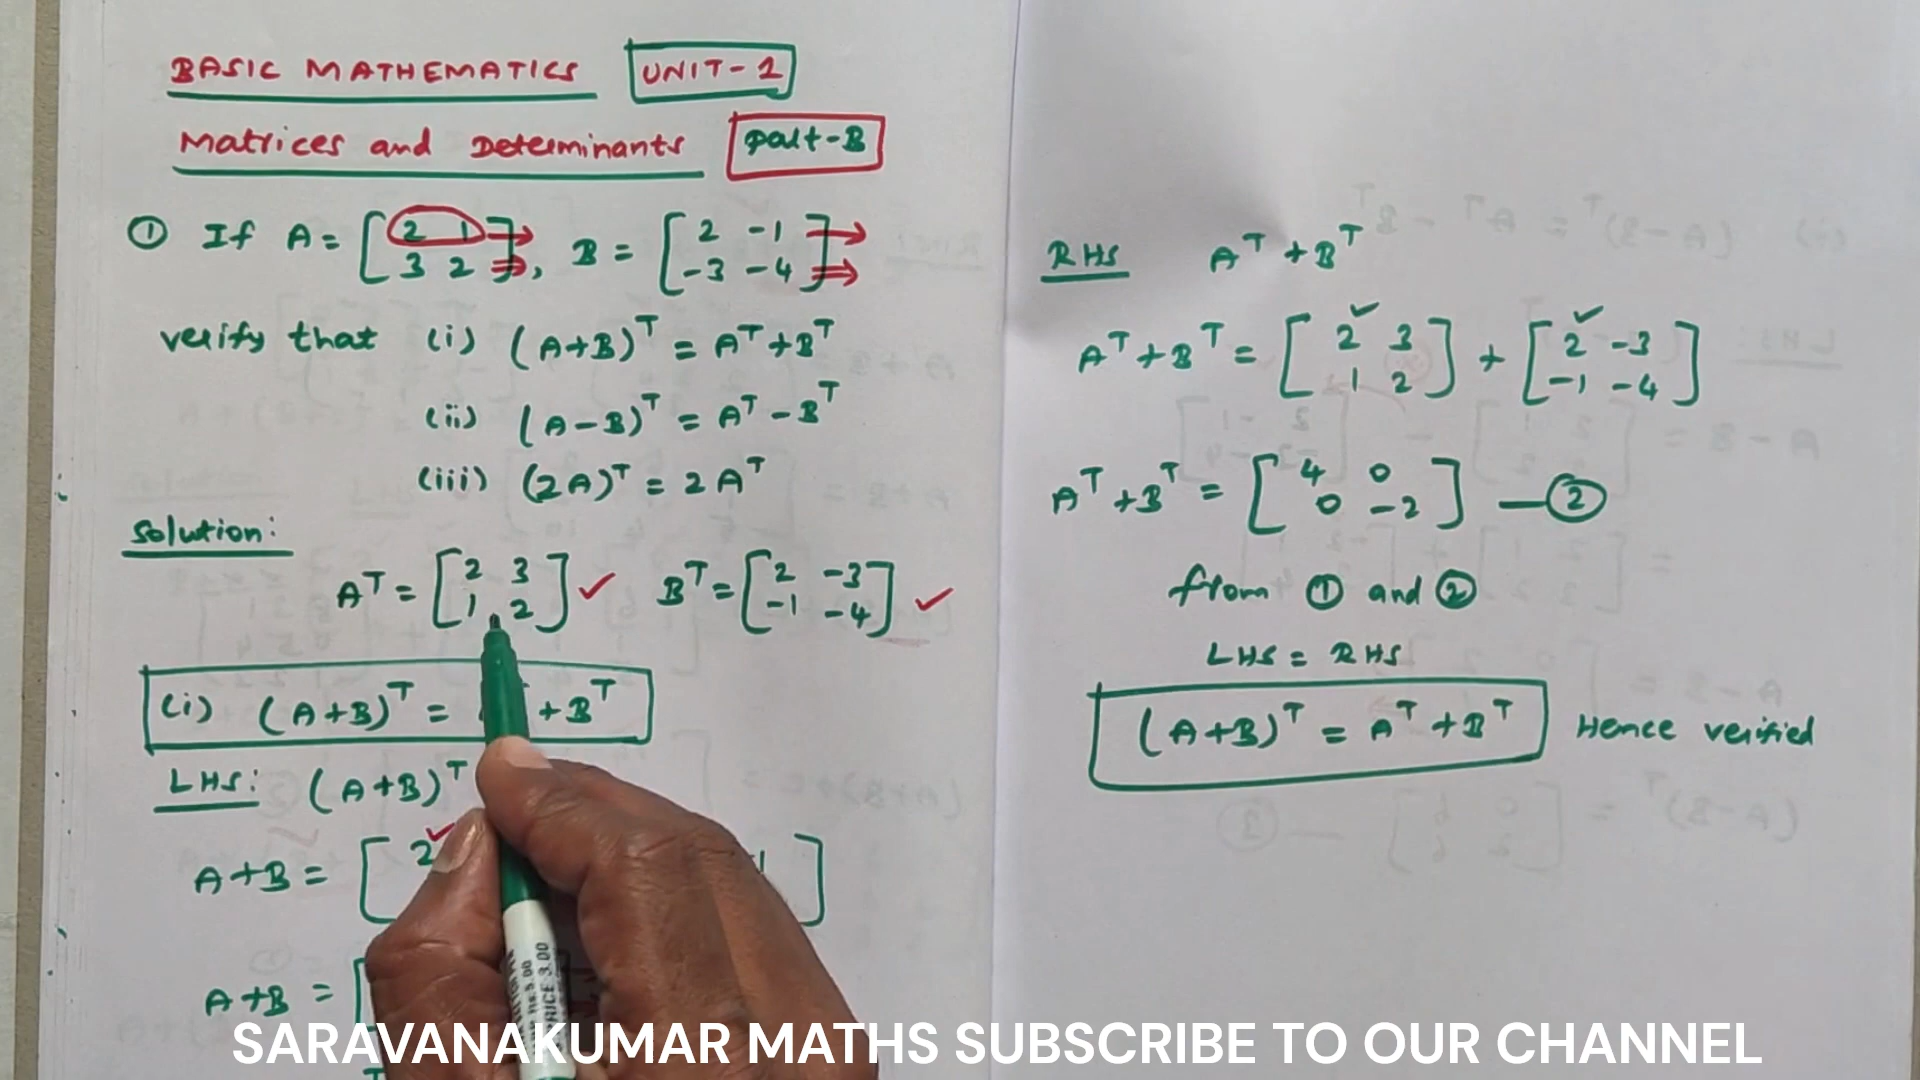 BASIC MATHEMATICS UNIT-1
Matrices and Determinants Part-B
① If A = [2 1
3 2], B = [2 -1
-3 -4]
verify that (i) (A+B)ᵀ = Aᵀ+Bᵀ
(ii) (A-B)ᵀ = Aᵀ-Bᵀ
(iii) (2A)ᵀ = 2Aᵀ
Solution:
Aᵀ = [2 3
1 2] ✓ Bᵀ = [2 -3
-1 -4] ✓
(i) (A+B)ᵀ = +Bᵀ
LHS: (A+B)ᵀ
A+B = [2
A+B = [
RHS Aᵀ+Bᵀ
Aᵀ+Bᵀ = [2 3
1 2] + [2 -3
-1 -4]
Aᵀ+Bᵀ = [4 0
0 -2] —②
from ① and ②
LHS = RHS
(A+B)ᵀ = Aᵀ+Bᵀ Hence verified
SARAVANAKUMAR MATHS SUBSCRIBE TO OUR CHANNEL